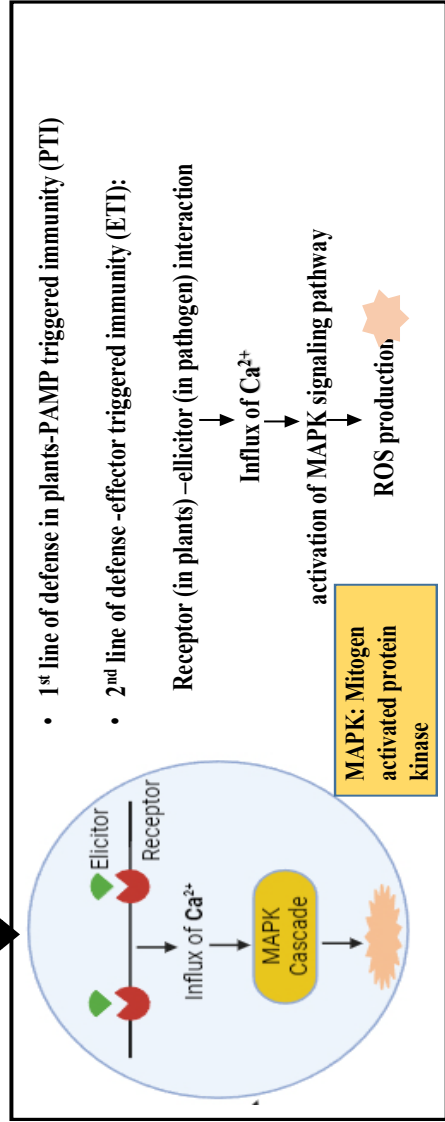 • 1st line of defense in plants-PAMP triggered immunity (PTI)
• 2nd line of defense -effector triggered immunity (ETI):
Receptor (in plants) –elicitor (in pathogen) interaction
Influx of Ca²⁺
activation of MAPK signaling pathway
ROS production
MAPK: Mitogen
activated protein
kinase
Elicitor
Receptor
Influx of Ca²⁺
MAPK
Cascade